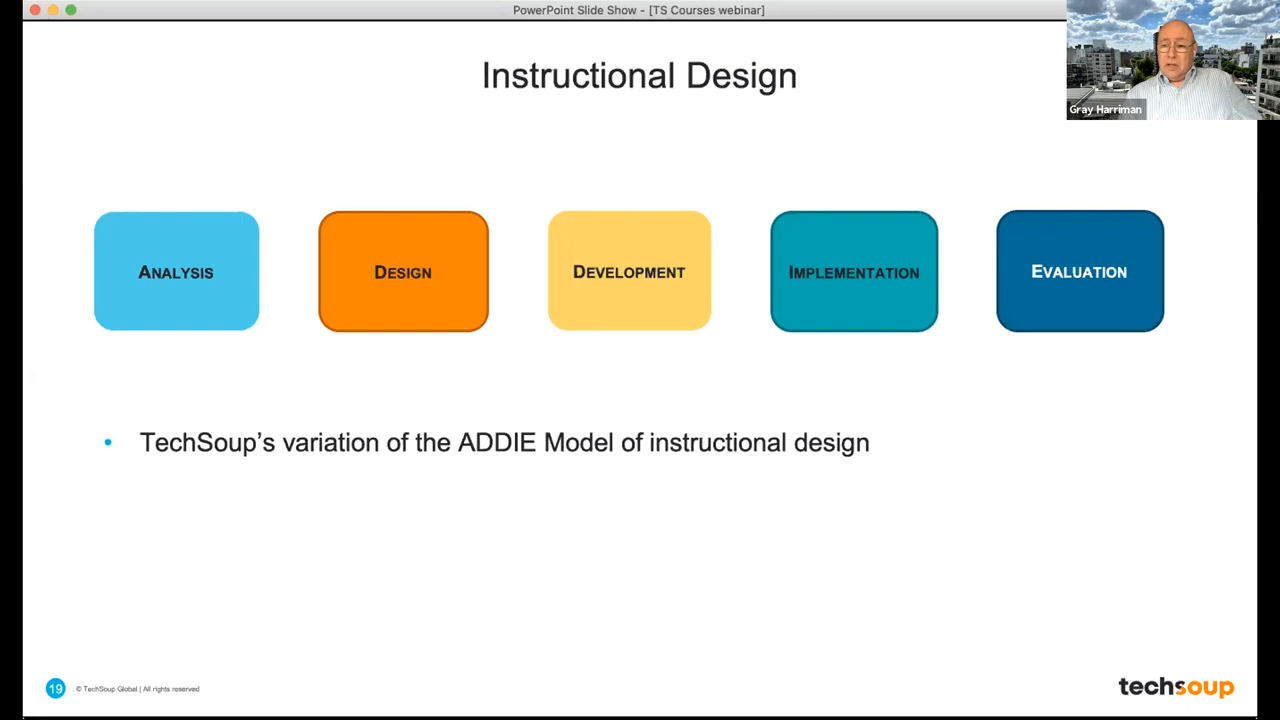 PowerPoint Slide Show - [TS Courses webinar]
Instructional Design
Gray Harriman
ANALYSIS
DESIGN
DEVELOPMENT
IMPLEMENTATION
EVALUATION
• TechSoup’s variation of the ADDIE Model of instructional design
19
. © TechSoup Global | All rights reserved
techsoup